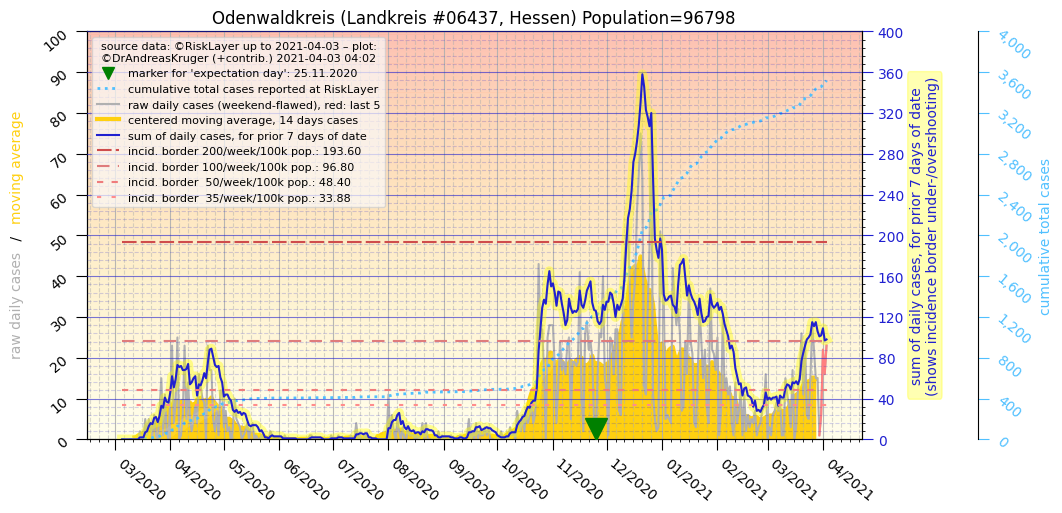 Odenwaldkreis (Landkreis #06437, Hessen) Population=96798
source data: ©RiskLayer up to 2021-04-03 – plot:
©DrAndreasKruger (+contrib.) 2021-04-03 04:02
marker for 'expectation day': 25.11.2020
cumulative total cases reported at RiskLayer
raw daily cases (weekend-flawed), red: last 5
centered moving average, 14 days cases
sum of daily cases, for prior 7 days of date
incid. border 200/week/100k pop.: 193.60
incid. border 100/week/100k pop.: 96.80
incid. border  50/week/100k pop.: 48.40
incid. border  35/week/100k pop.: 33.88
raw daily cases / moving average
100
90
80
70
60
50
40
30
20
10
0
03/2020
04/2020
05/2020
06/2020
07/2020
08/2020
09/2020
10/2020
11/2020
12/2020
01/2021
02/2021
03/2021
04/2021
400
360
320
280
240
200
160
120
80
40
0
sum of daily cases, for prior 7 days of date
(shows incidence border under-/overshooting)
4,000
3,600
3,200
2,800
2,400
2,000
1,600
1,200
800
400
0
cumulative total cases